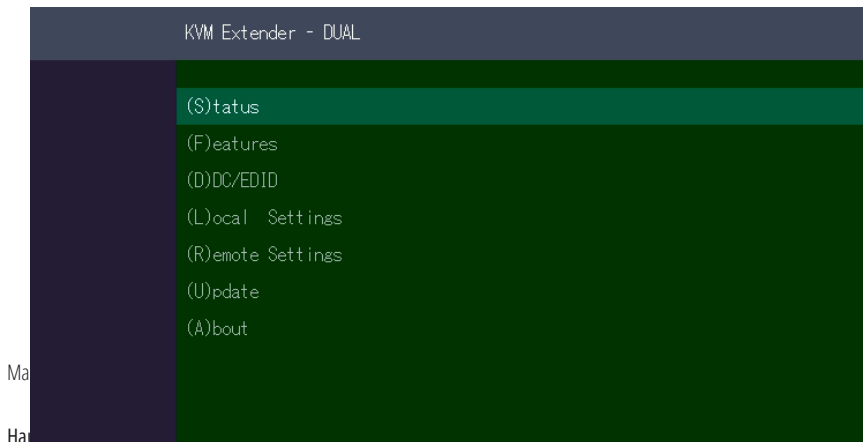 KVM Extender - DUAL
(S)tatus
(F)eatures
(D)DC/EDID
(L)ocal Settings
(R)emote Settings
(U)pdate
(A)bout